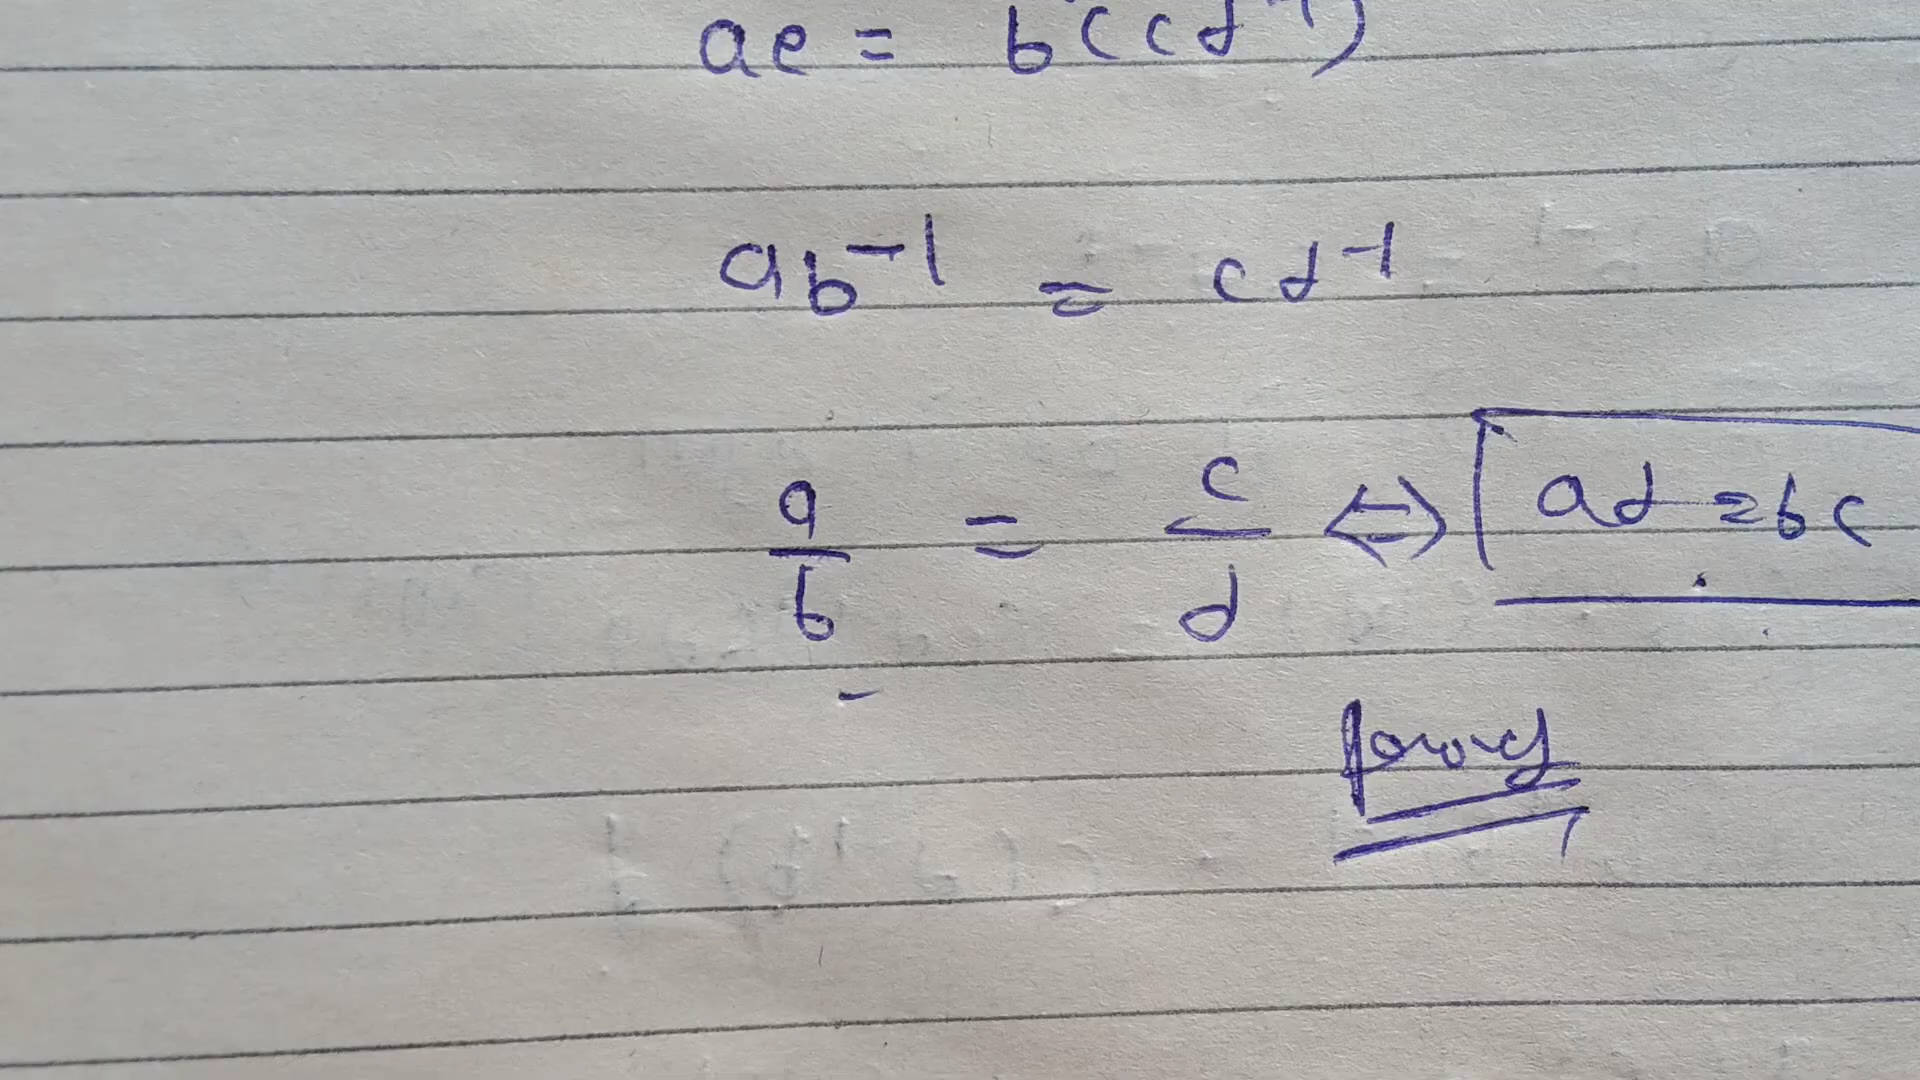 ae = b(cd⁻¹)
ab⁻¹ = cd⁻¹
a/b = c/d ⇔ ad = bc